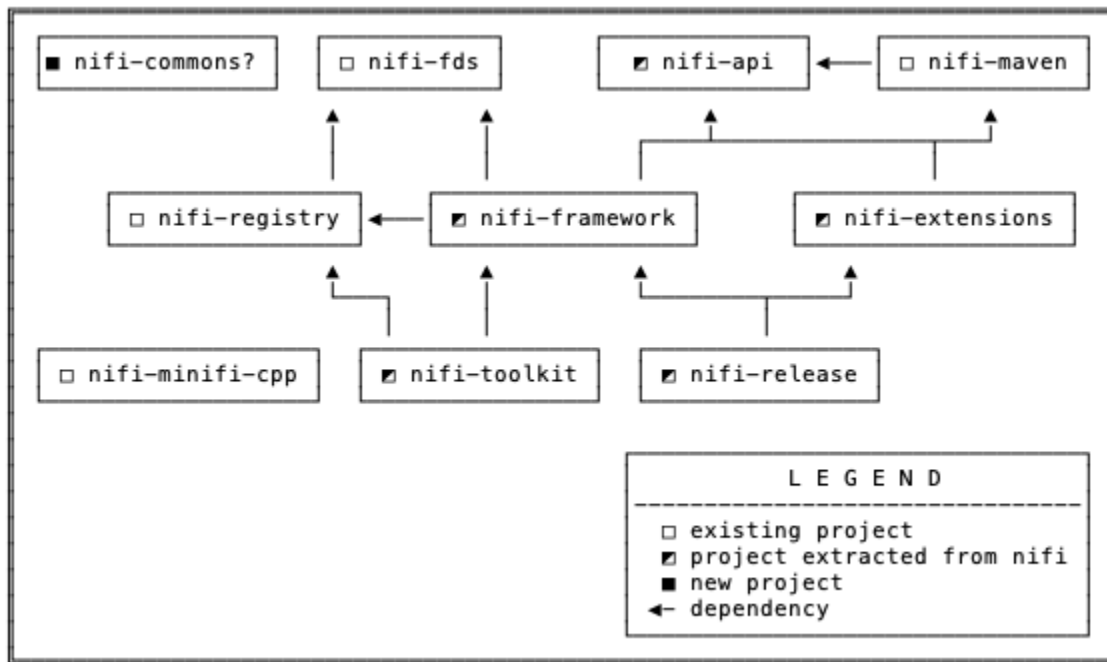 ■ nifi-commons?
□ nifi-fds
◩ nifi-api
□ nifi-maven
□ nifi-registry
◩ nifi-framework
◩ nifi-extensions
□ nifi-minifi-cpp
◩ nifi-toolkit
◩ nifi-release
L E G E N D
--------------------------------
□ existing project
◩ project extracted from nifi
■ new project
◄─ dependency